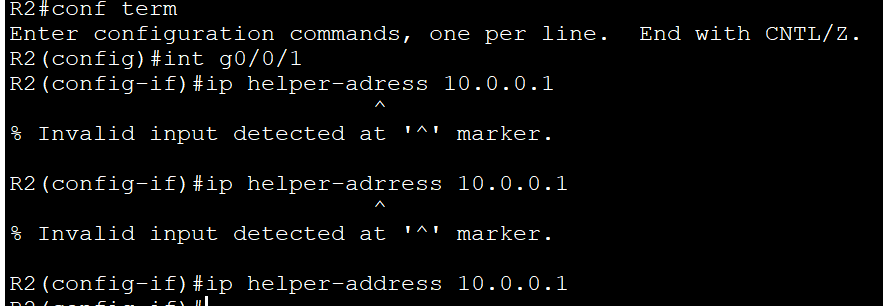 R2#conf term
Enter configuration commands, one per line.  End with CNTL/Z.
R2(config)#int g0/0/1
R2(config-if)#ip helper-adress 10.0.0.1
^
% Invalid input detected at '^' marker.
R2(config-if)#ip helper-adrress 10.0.0.1
^
% Invalid input detected at '^' marker.
R2(config-if)#ip helper-address 10.0.0.1
R2(config-if)#